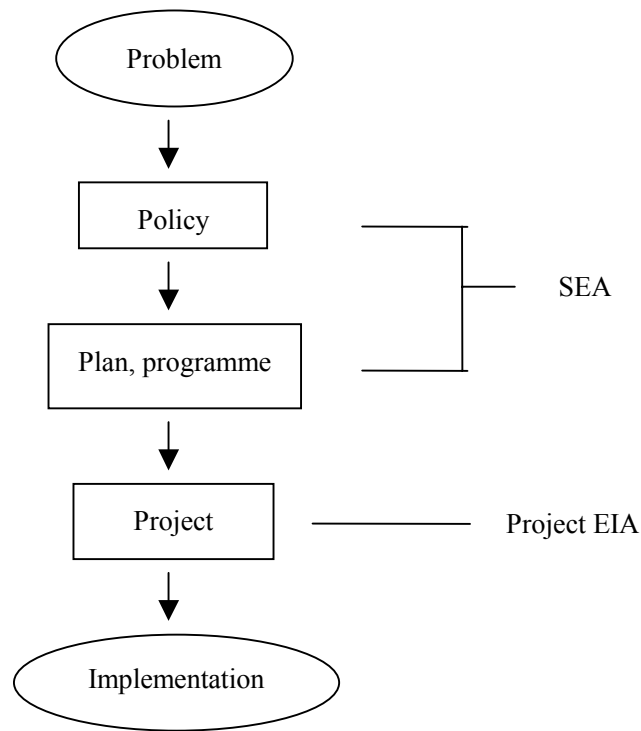 Problem
Policy
SEA
Plan, programme
Project
Project EIA
Implementation